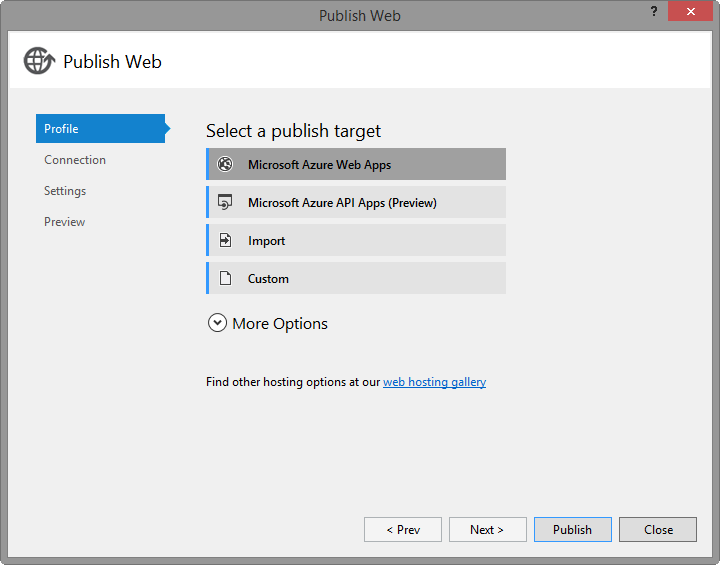 Publish Web
?
Publish Web
Profile
Connection
Settings
Preview
Select a publish target
Microsoft Azure Web Apps
Microsoft Azure API Apps (Preview)
Import
Custom
More Options
Find other hosting options at our web hosting gallery
< Prev
Next >
Publish
Close